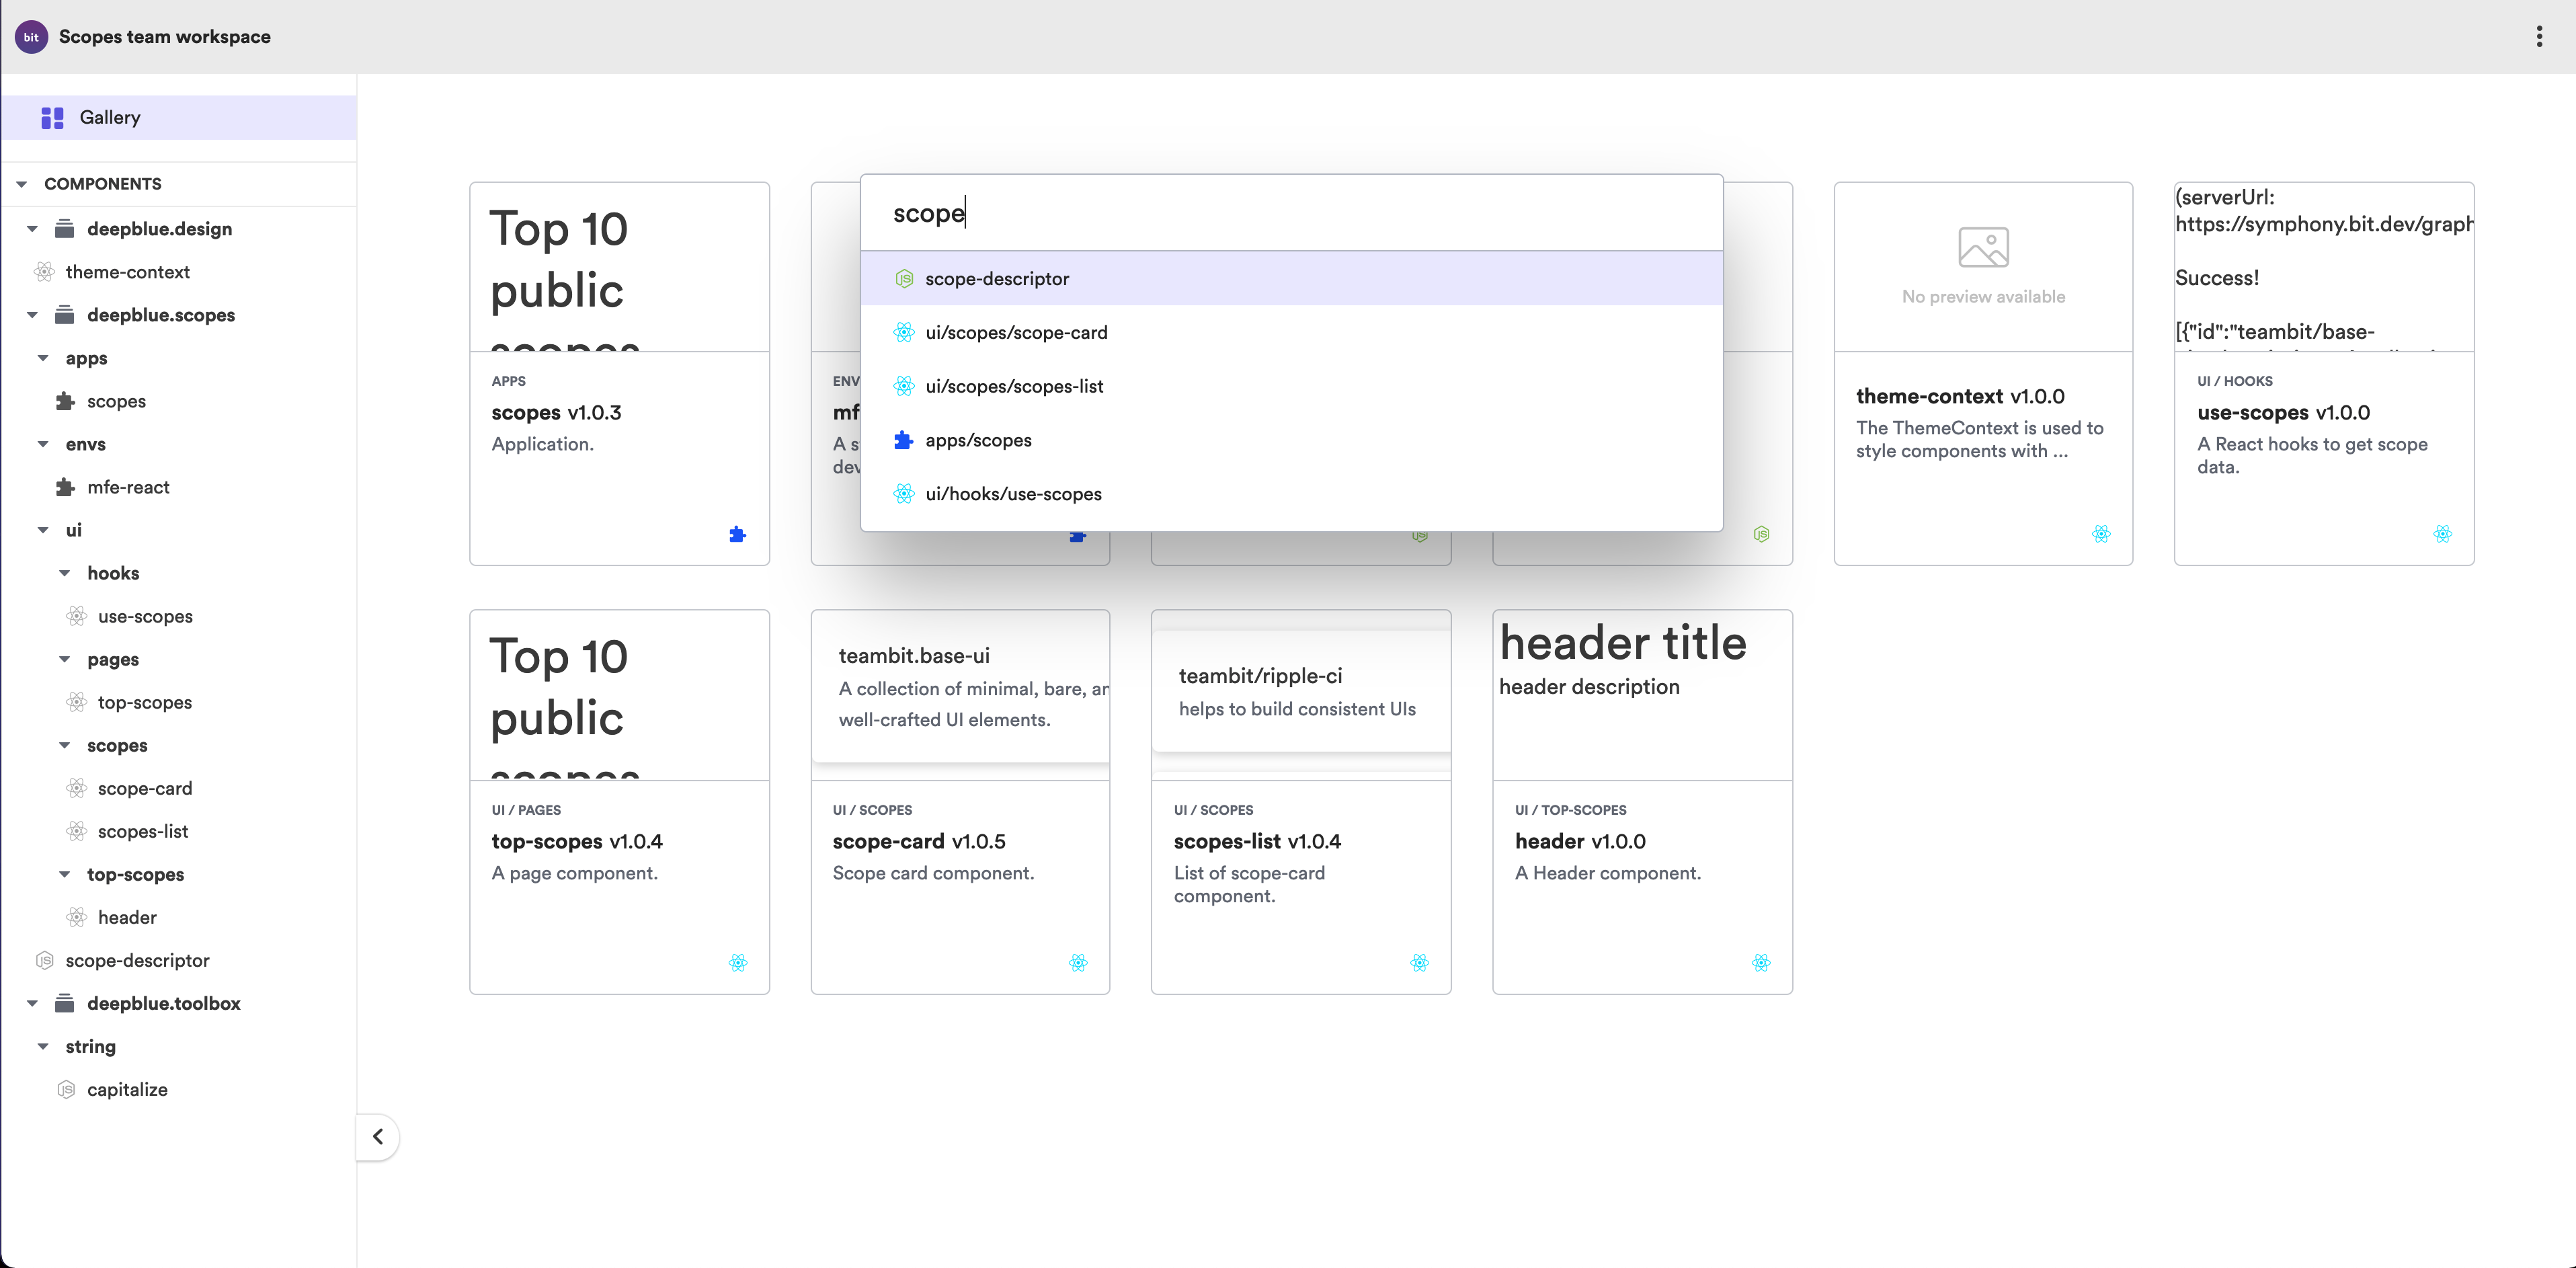 bit Scopes team workspace
Gallery
COMPONENTS
deepblue.design
theme-context
deepblue.scopes
apps
scopes
envs
mfe-react
ui
hooks
use-scopes
pages
top-scopes
scopes
scope-card
scopes-list
top-scopes
header
scope-descriptor
deepblue.toolbox
string
capitalize
scope
scope-descriptor
ui/scopes/scope-card
ui/scopes/scopes-list
apps/scopes
ui/hooks/use-scopes
Top 10
public
scopes
APPS
scopes v1.0.3
Application.
ENV
mf
A s
dev
No preview available
theme-context v1.0.0
The ThemeContext is used to
style components with ...
(serverUrl:
https://symphony.bit.dev/graph
Success!
[{"id":"teambit/base-
UI / HOOKS
use-scopes v1.0.0
A React hooks to get scope
data.
Top 10
public
scopes
UI / PAGES
top-scopes v1.0.4
A page component.
teambit.base-ui
A collection of minimal, bare, an
well-crafted UI elements.
UI / SCOPES
scope-card v1.0.5
Scope card component.
teambit/ripple-ci
helps to build consistent UIs
UI / SCOPES
scopes-list v1.0.4
List of scope-card
component.
header title
header description
UI / TOP-SCOPES
header v1.0.0
A Header component.